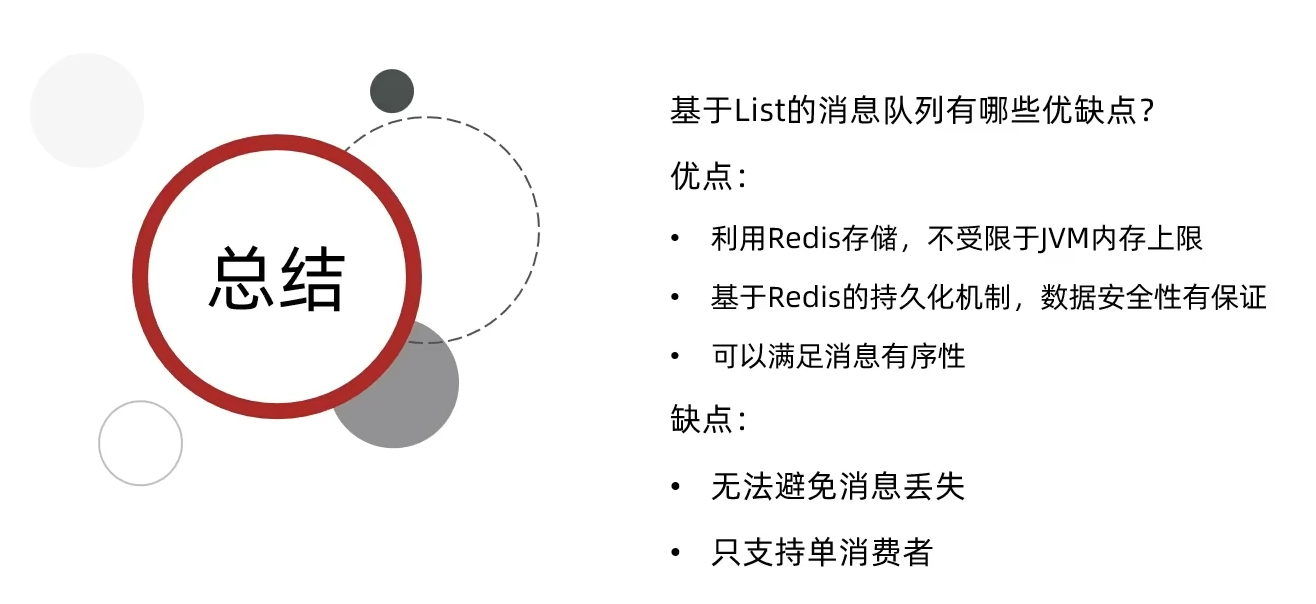 总结
基于List的消息队列有哪些优缺点？
优点：
• 利用Redis存储，不受限于JVM内存上限
• 基于Redis的持久化机制，数据安全性有保证
• 可以满足消息有序性
缺点：
• 无法避免消息丢失
• 只支持单消费者